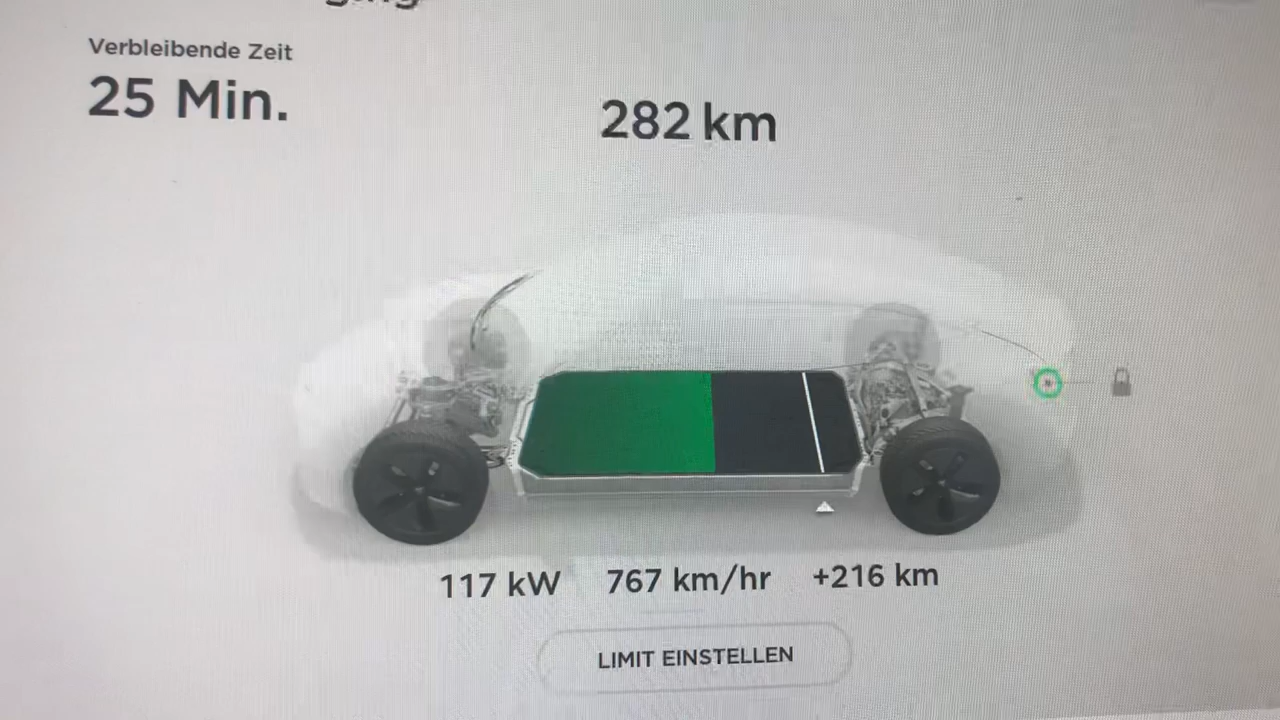 Verbleibende Zeit
25 Min.
282 km
117 kW 767 km/hr +216 km
LIMIT EINSTELLEN